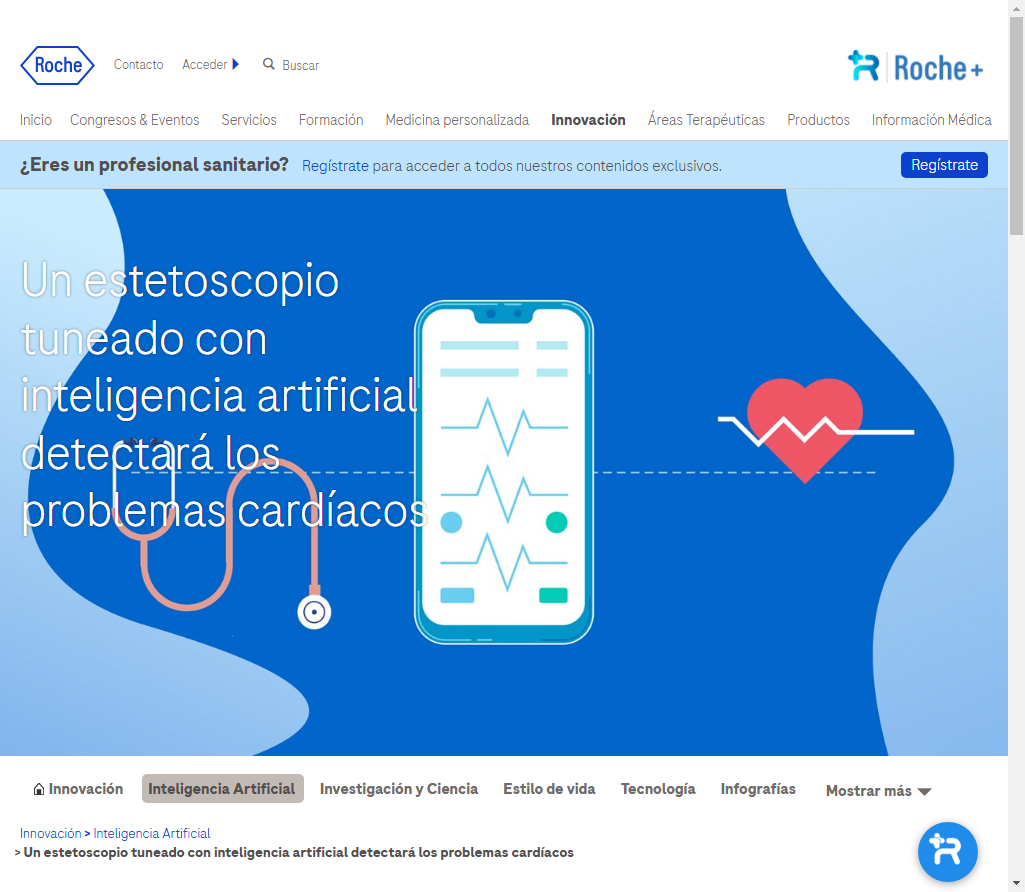 Roche
Contacto
Acceder
Buscar
Roche+
Inicio
Congresos & Eventos
Servicios
Formación
Medicina personalizada
Innovación
Áreas Terapéuticas
Productos
Información Médica
¿Eres un profesional sanitario?
Regístrate para acceder a todos nuestros contenidos exclusivos.
Regístrate
Un estetoscopio
tuneado con
inteligencia artificial
detectará los
problemas cardíacos
Innovación
Inteligencia Artificial
Investigación y Ciencia
Estilo de vida
Tecnología
Infografías
Mostrar más
Innovación > Inteligencia Artificial
> Un estetoscopio tuneado con inteligencia artificial detectará los problemas cardíacos